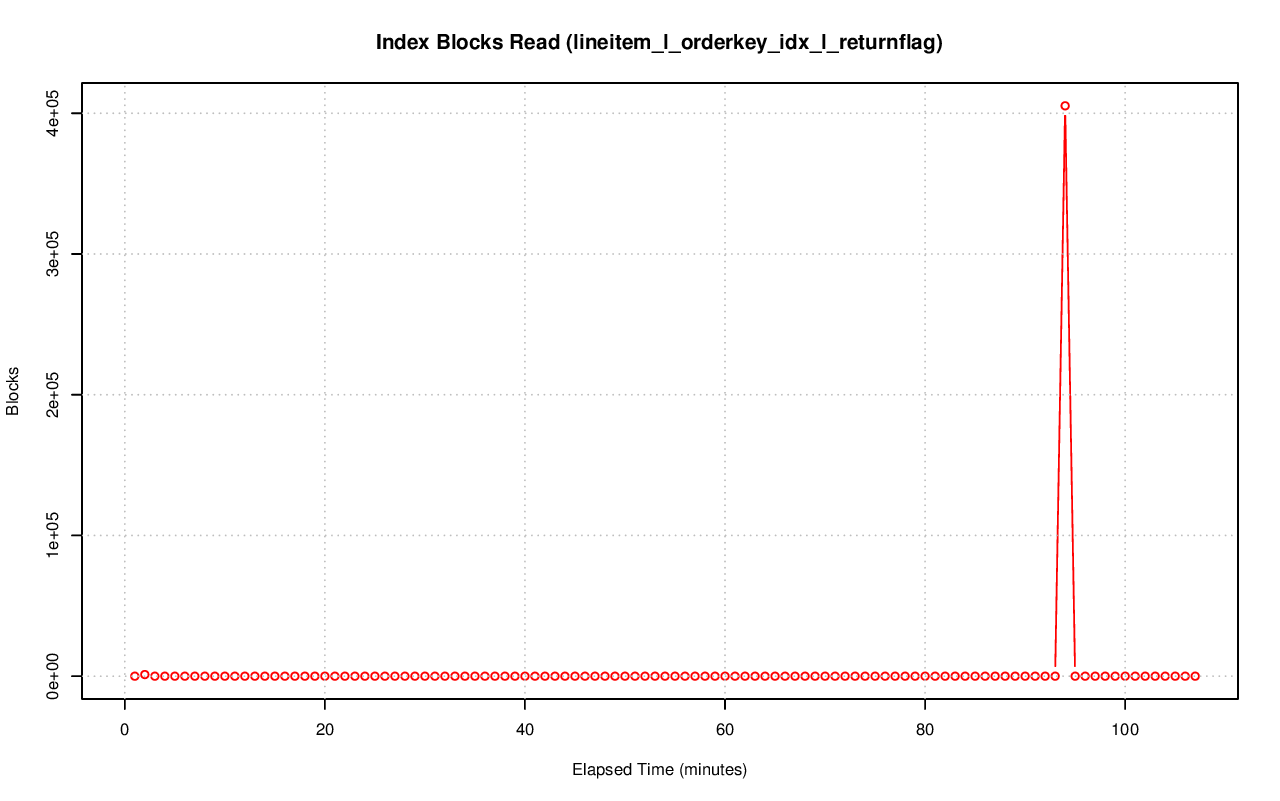 Index Blocks Read (lineitem_l_orderkey_idx_l_returnflag)
4e+05
3e+05
2e+05
1e+05
0e+00
Blocks
0 20 40 60 80 100
Elapsed Time (minutes)